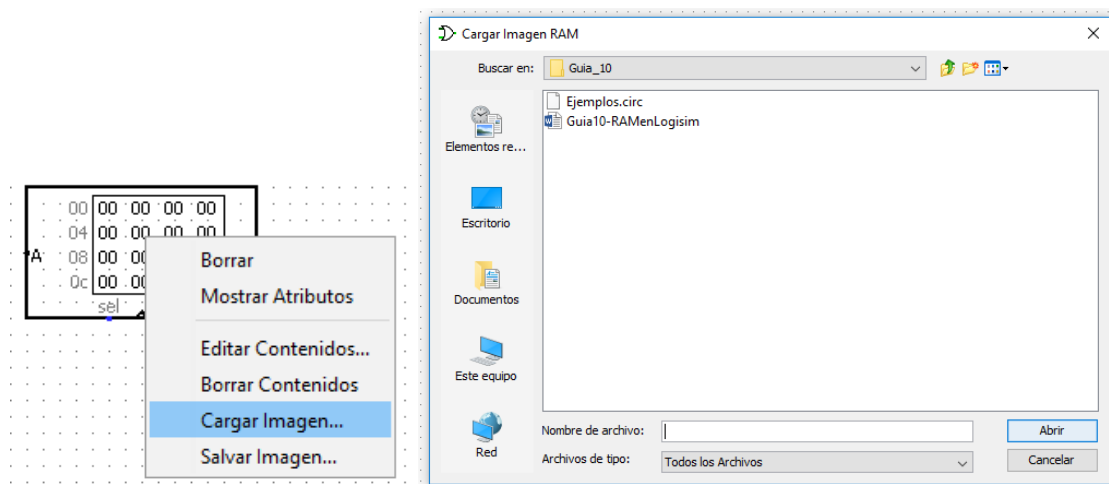 00 00 00 00 00
04 00 00 00 00
A 08 00 00
0c 00 00
sel
Borrar
Mostrar Atributos
Editar Contenidos...
Borrar Contenidos
Cargar Imagen...
Salvar Imagen...
Cargar Imagen RAM
Buscar en: Guia_10
Ejemplos.circ
Guia10-RAMenLogisim
Elementos re...
Escritorio
Documentos
Este equipo
Red
Nombre de archivo: Abrir
Archivos de tipo: Todos los Archivos Cancelar